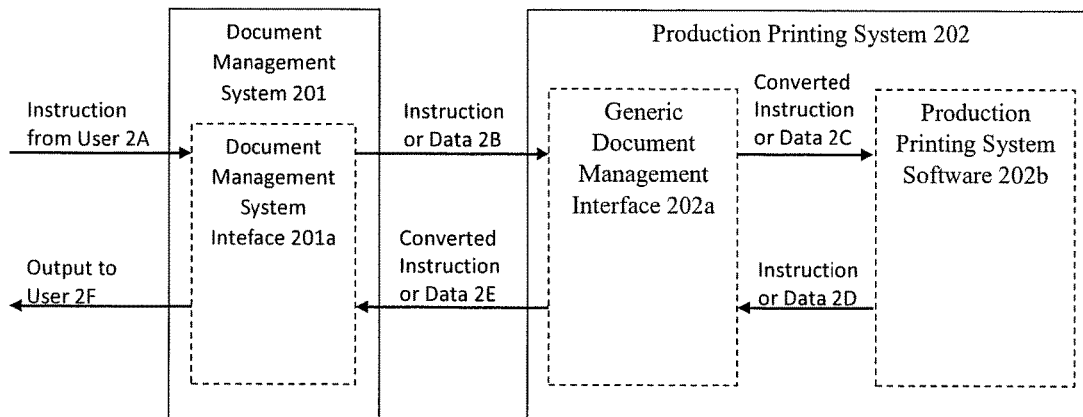 Document
Management
System 201
Production Printing System 202
Instruction
from User 2A
Document
Management
System
Inteface 201a
Instruction
or Data 2B
Generic
Document
Management
Interface 202a
Converted
Instruction
or Data 2C
Production
Printing System
Software 202b
Output to
User 2F
Converted
Instruction
or Data 2E
Instruction
or Data 2D